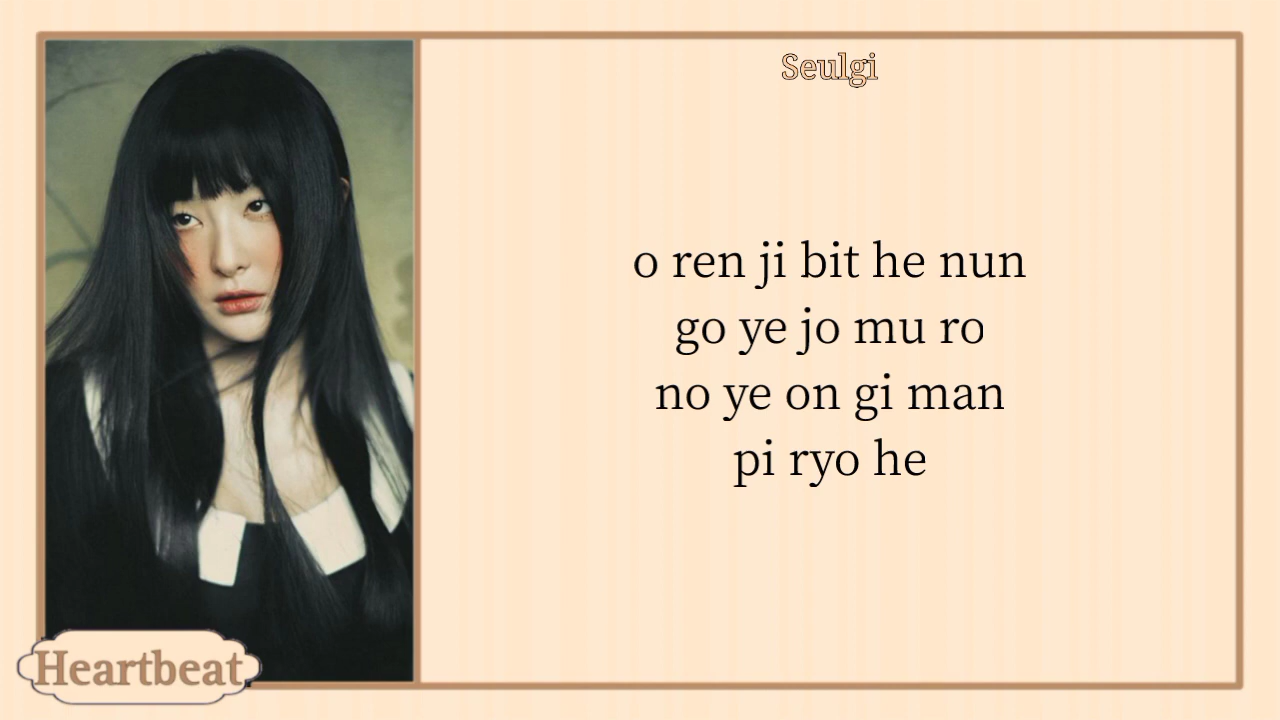 Seulgi
o ren ji bit he nun
go ye jo mu ro
no ye on gi man
pi ryo he
Heartbeat